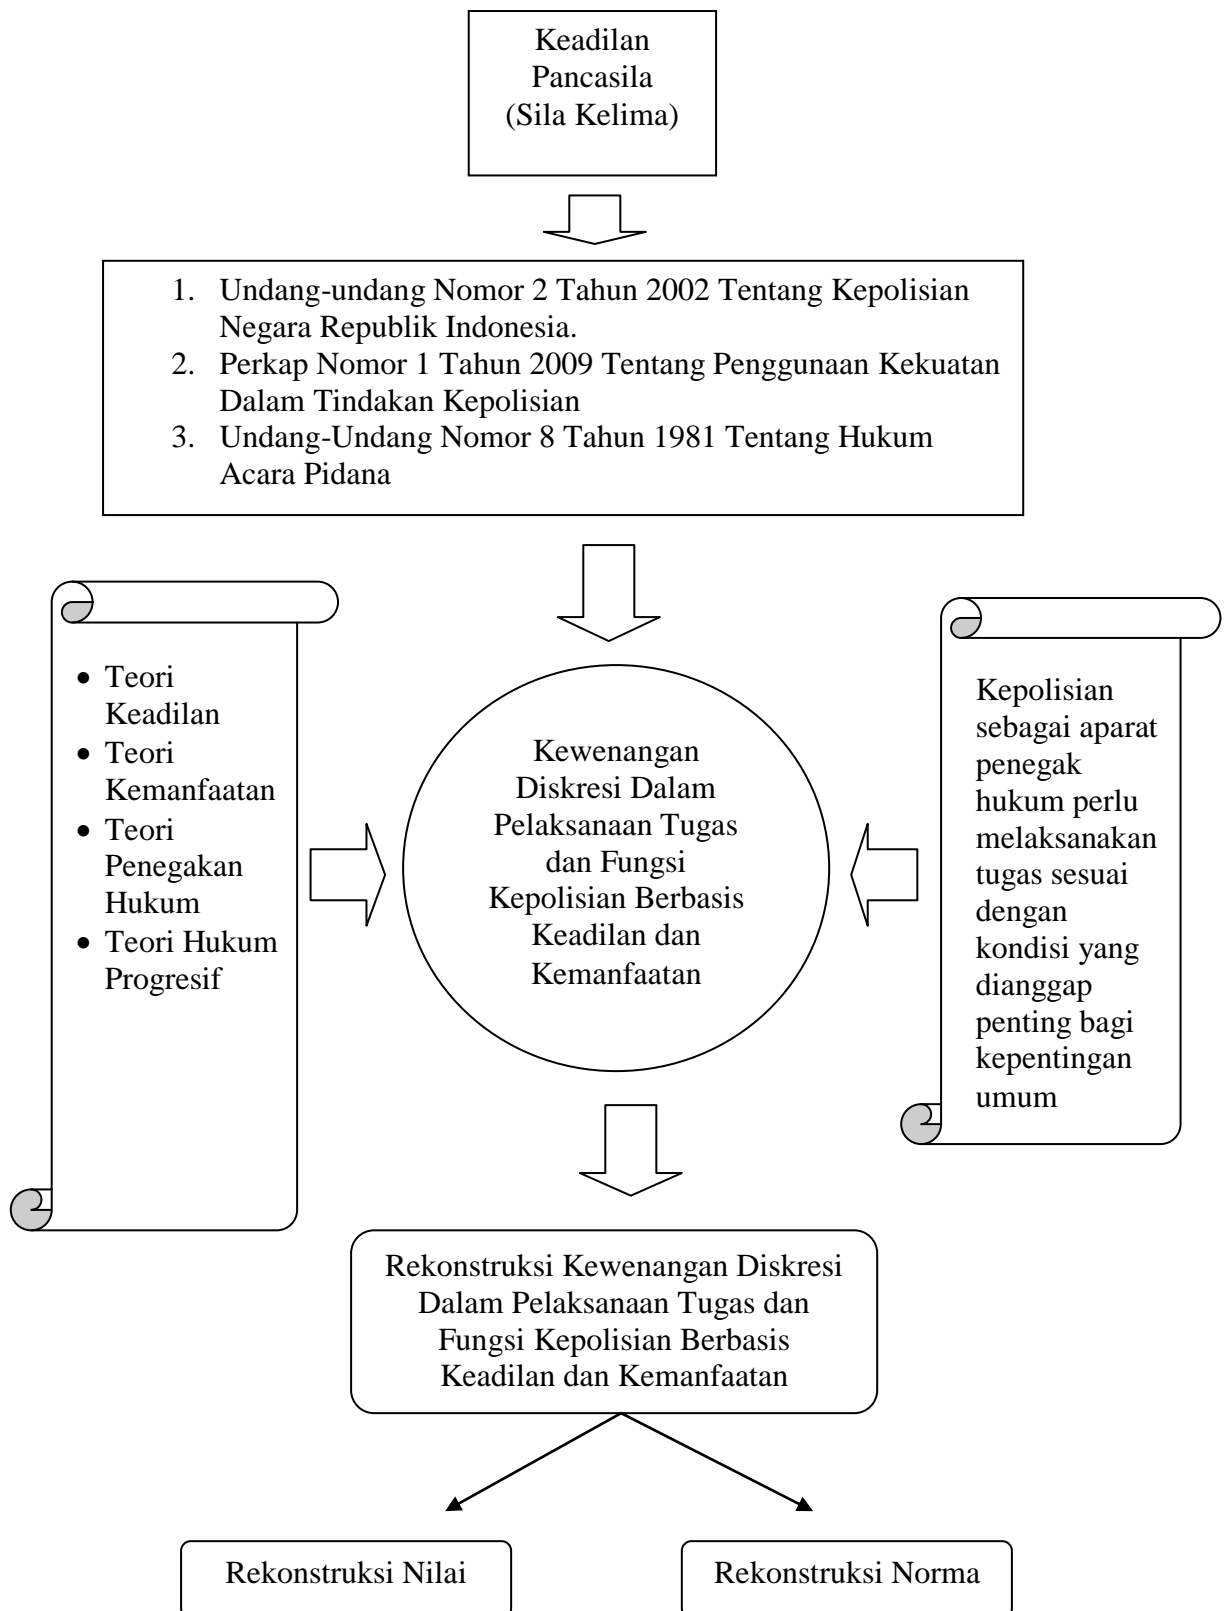 Keadilan
Pancasila
(Sila Kelima)
1. Undang-undang Nomor 2 Tahun 2002 Tentang Kepolisian
Negara Republik Indonesia.
2. Perkap Nomor 1 Tahun 2009 Tentang Penggunaan Kekuatan
Dalam Tindakan Kepolisian
3. Undang-Undang Nomor 8 Tahun 1981 Tentang Hukum
Acara Pidana
• Teori
Keadilan
• Teori
Kemanfaatan
• Teori
Penegakan
Hukum
• Teori Hukum
Progresif
Kewenangan
Diskresi Dalam
Pelaksanaan Tugas
dan Fungsi
Kepolisian Berbasis
Keadilan dan
Kemanfaatan
Kepolisian
sebagai aparat
penegak
hukum perlu
melaksanakan
tugas sesuai
dengan
kondisi yang
dianggap
penting bagi
kepentingan
umum
Rekonstruksi Kewenangan Diskresi
Dalam Pelaksanaan Tugas dan
Fungsi Kepolisian Berbasis
Keadilan dan Kemanfaatan
Rekonstruksi Nilai
Rekonstruksi Norma